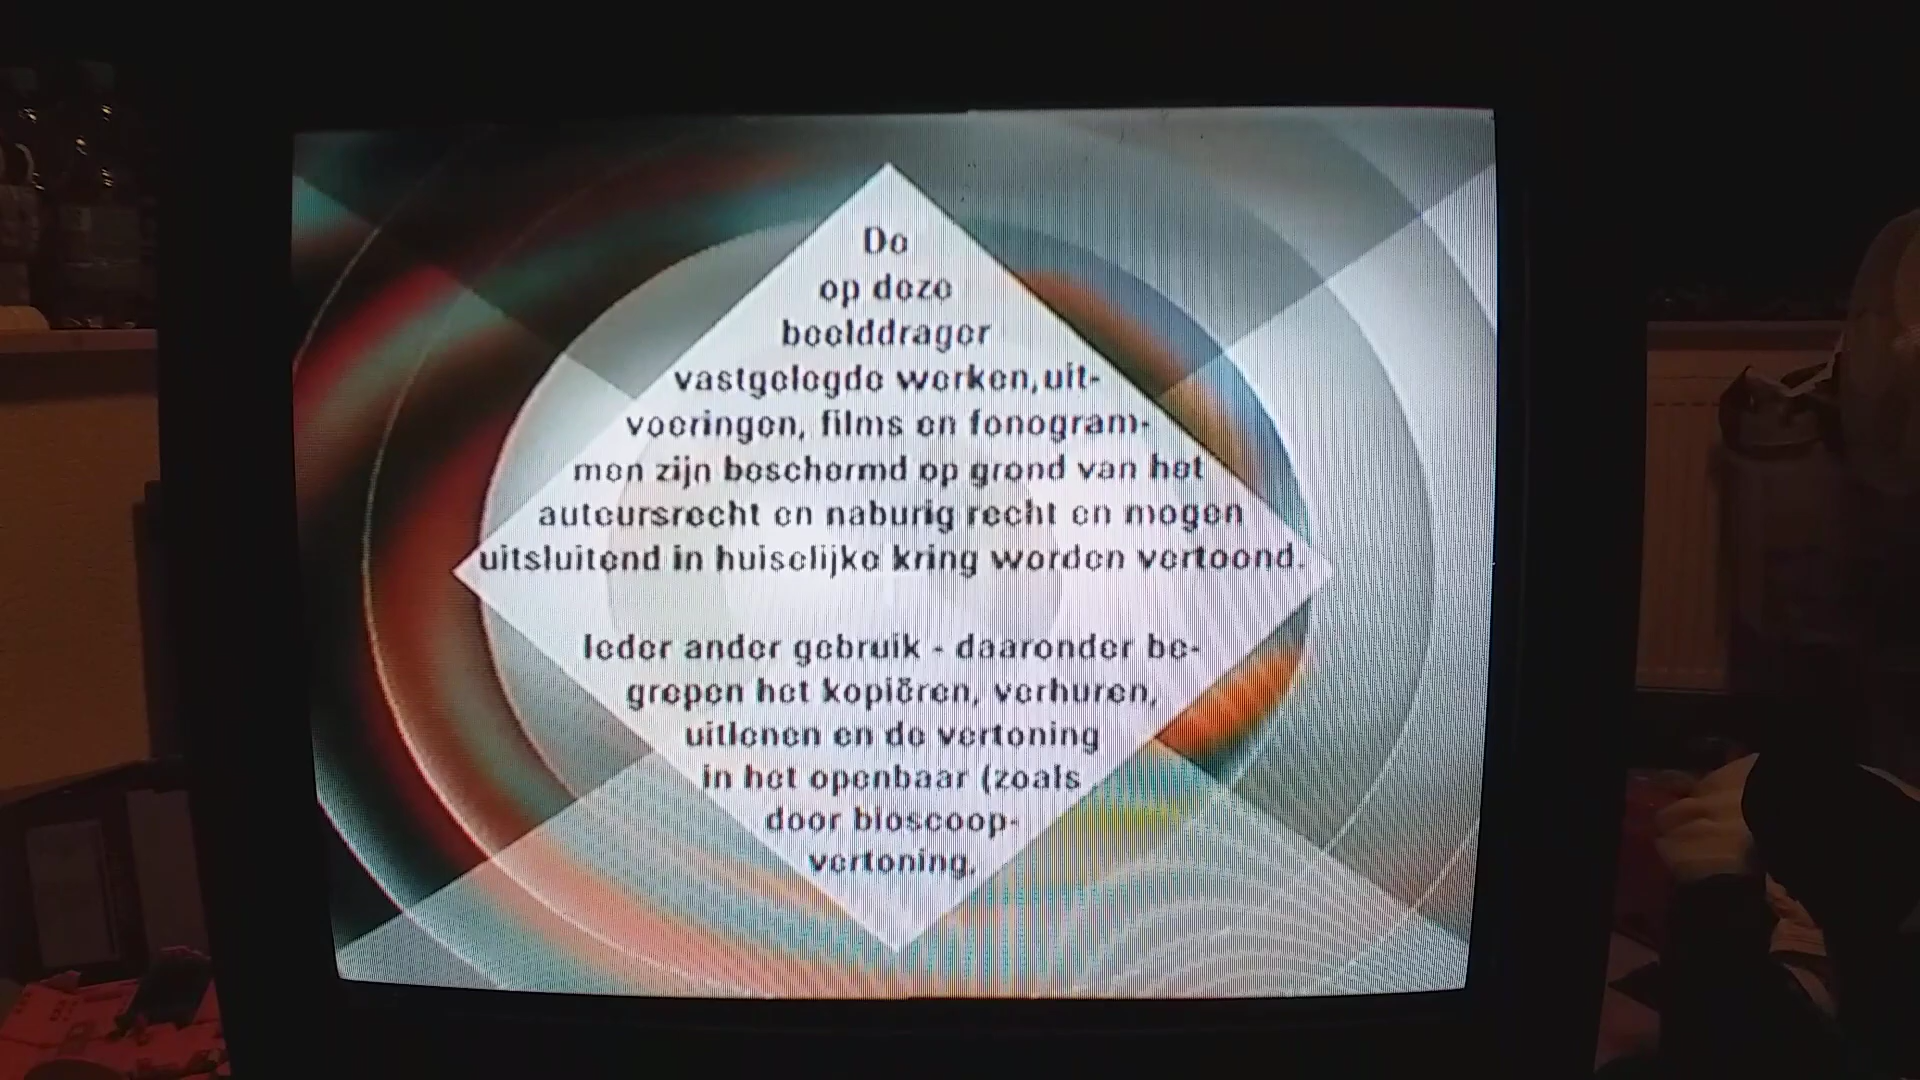 De
op deze
beelddrager
vastgelegde werken, uit-
voeringen, films en fonogram-
men zijn beschermd op grond van het
auteursrecht en naburig recht en mogen
uitsluitend in huiselijke kring worden vertoond.
Ieder ander gebruik - daaronder be-
grepen het kopiëren, verhuren,
uitlenen en de vertoning
in het openbaar (zoals
door bioscoop-
vertoning,